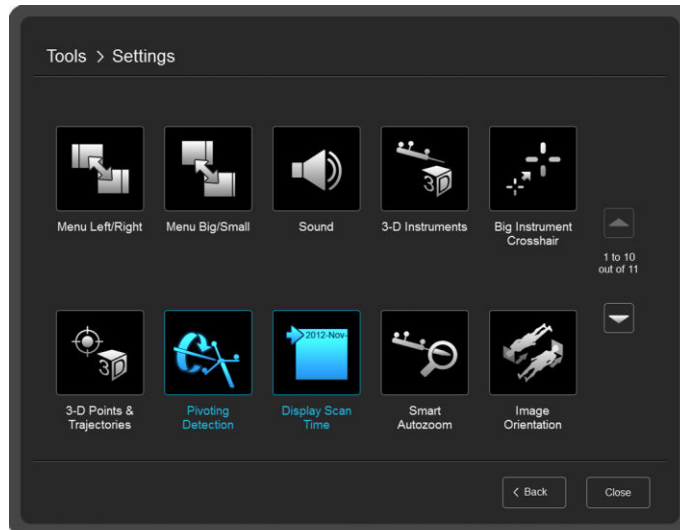 Tools > Settings
Menu Left/Right
Menu Big/Small
Sound
3-D Instruments
Big Instrument
Crosshair
3D
1 to 10
out of 11
3D
2012-Nov-
3-D Points &
Trajectories
Pivoting
Detection
Display Scan
Time
Smart
Autozoom
Image
Orientation
< Back
Close